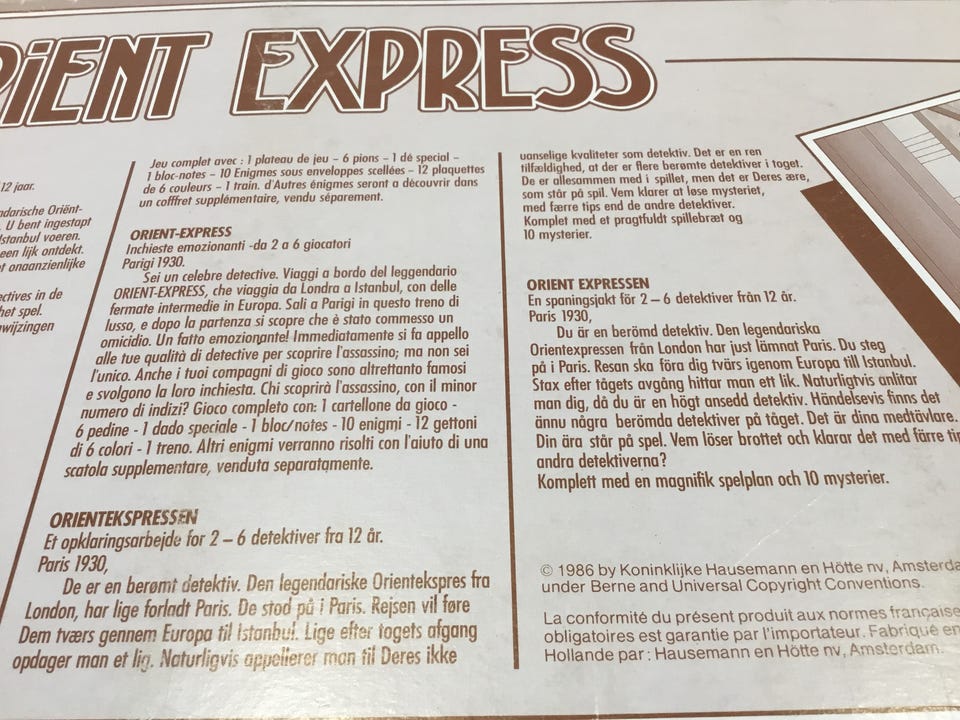 ORiENT EXPRESS
12 jaar.
ndarische Oriënt-
. U bent ingestapt
Istanbul voeren.
een lijk ontdekt.
et onaanzienlijke
ectives in de
het spel.
nwijzingen
Jeu complet avec : 1 plateau de jeu – 6 pions – 1 dé special –
1 bloc-notes – 10 Enigmes sous enveloppes scellées – 12 plaquettes
de 6 couleurs – 1 train. d'Autres énigmes seront a découvrir dans
un coffret supplémentaire, vendu séparement.
ORIENT-EXPRESS
Inchieste emozionanti -da 2 a 6 giocatori
Parigi 1930.
Sei un celebre detective. Viaggi a bordo del leggendario
ORIENT-EXPRESS, che viaggia da Londra a Istanbul, con delle
fermate intermedie in Europa. Sali a Parigi in questo treno di
lusso, e dopo la partenza si scopre che è stato commesso un
omicidio. Un fatto emozionante! Immediatamente si fa apello
alle tue qualità di detective per scoprire l'assassino; ma non sei
l'unico. Anche i tuoi compagni di gioco sono altrettanto famosi
e svolgono la loro inchiesta. Chi scoprirà l'assassino, con il minor
numero di indizi? Gioco completo con: 1 cartellone da gioco -
6 pedine - 1 dado speciale - 1 bloc/notes - 10 enigmi - 12 gettoni
di 6 colori - 1 treno. Altri enigmi verranno risolti con l'aiuto di una
scatola supplementare, venduta separatamente.
ORIENTEKSPRESSEN
Et opklaringsarbejde for 2 – 6 detektiver fra 12 år.
Paris 1930,
De er en berømt detektiv. Den legendariske Orientekspres fra
London, har lige forladt Paris. De stod på i Paris. Rejsen vil føre
Dem tværs gennem Europa til Istanbul. Lige efter togets afgang
opdager man et lig. Naturligvis appellerer man til Deres ikke
uanselige kvaliteter som detektiv. Det er en ren
tilfældighed, at der er flere berømte detektiver i toget.
De er allesammen med i spillet, men det er Deres ære,
som står på spil. Vem klarer at løse mysteriet,
med færre tips end de andre detektiver.
Komplet med et pragtfuldt spillebræt og
10 mysterier.
ORIENT EXPRESSEN
En spaningsjakt för 2 – 6 detektiver från 12 år.
Paris 1930,
Du är en berömd detektiv. Den legendariska
Orientexpressen från London har just lämnat Paris. Du steg
på i Paris. Resan ska föra dig tvärs igenom Europa till Istanbul.
Stax efter tågets avgång hittar man ett lik. Naturligtvis anlitar
man dig, då du är en högt ansedd detektiv. Händelsevis finns det
ännu några berömda detektiver på tåget. Det är dina medtävlare.
Din ära står på spel. Vem löser brottet och klarar det med färre tip
andra detektiverna?
Komplett med en magnifik spelplan och 10 mysterier.
© 1986 by Koninklijke Hausemann en Hötte nv, Amsterda
under Berne and Universal Copyright Conventions.
La conformité du présent produit aux normes française
obligatoires est garantie par l'importateur. Fabriqué en
Hollande par : Hausemann en Hötte nv, Amsterdam.